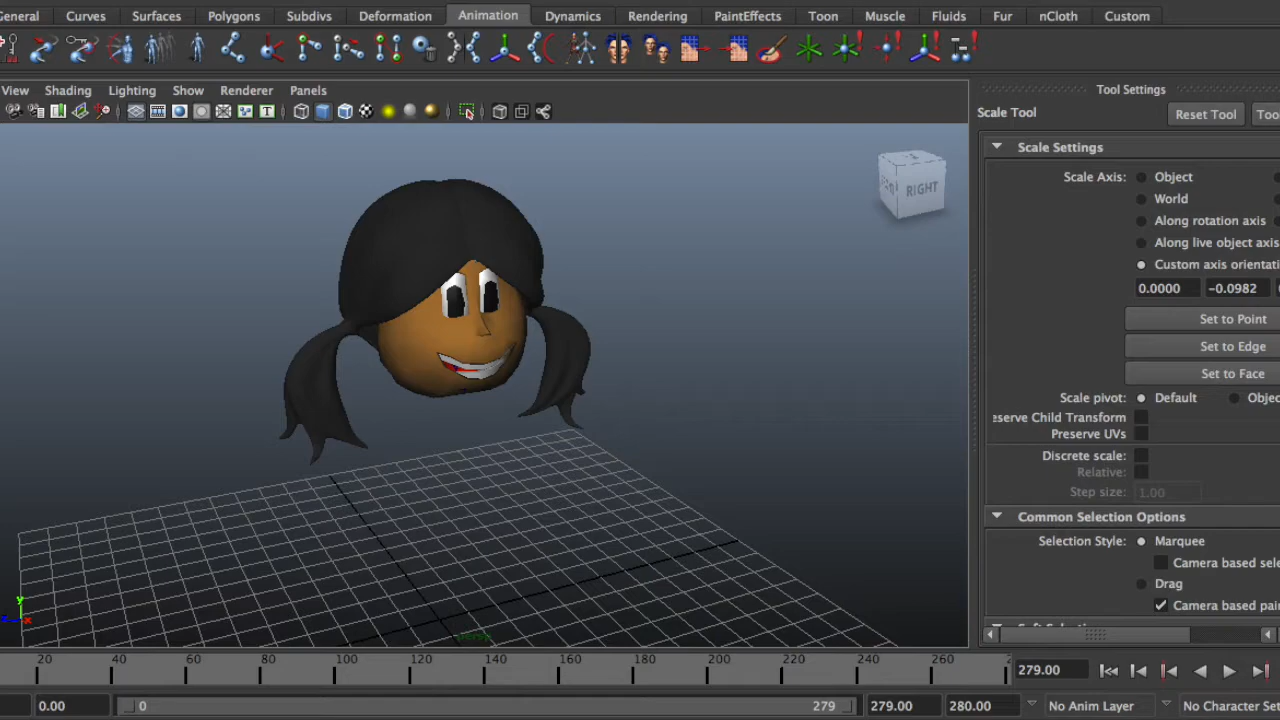 General Curves Surfaces Polygons Subdivs Deformation Animation Dynamics Rendering PaintEffects Toon Muscle Fluids Fur nCloth Custom
View Shading Lighting Show Renderer Panels
Tool Settings
Scale Tool Reset Tool Too
Scale Settings
Scale Axis: Object
World
Along rotation axis
Along live object axis
Custom axis orientati
0.0000 -0.0982
Set to Point
Set to Edge
Set to Face
Scale pivot: Default Objec
eserve Child Transform
Preserve UVs
Discrete scale:
Relative:
Step size: 1.00
Common Selection Options
Selection Style: Marquee
Camera based sele
Drag
Camera based pai
RIGHT
y
x
persp
20 40 60 80 100 120 140 160 180 200 220 240 260 279.00
0.00 0 279 279.00 280.00 No Anim Layer No Character Set